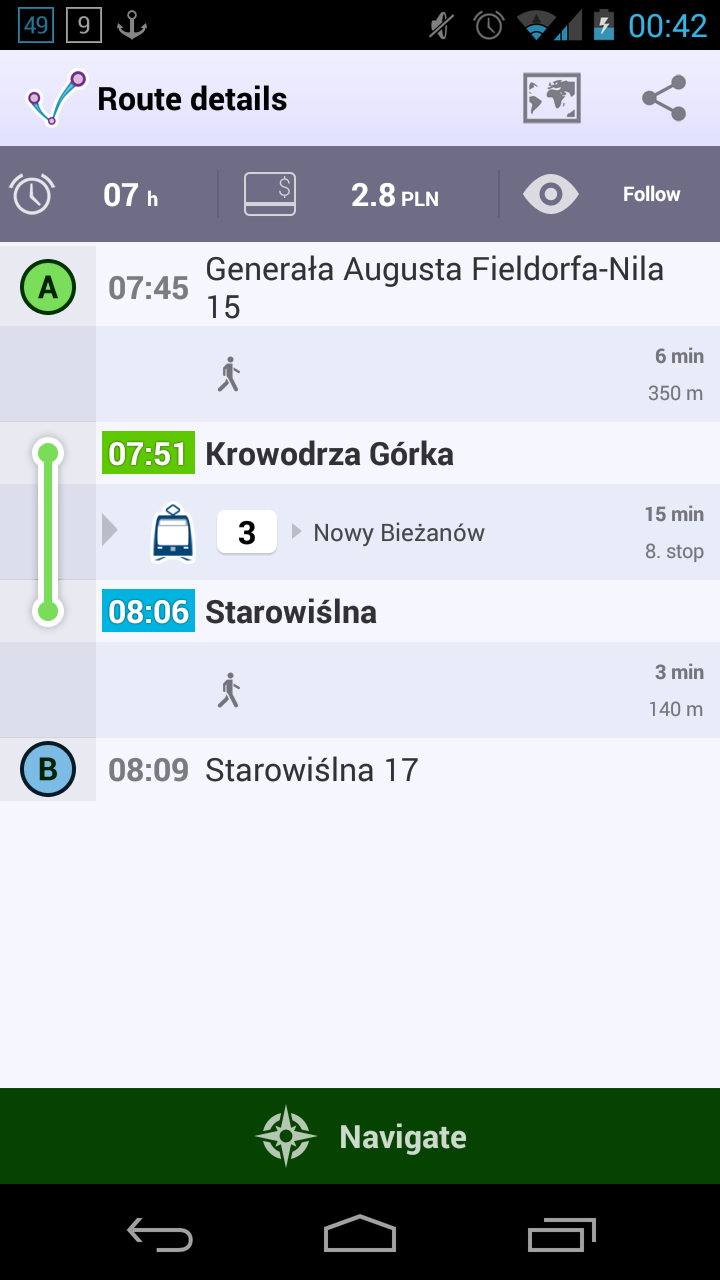 49 9 00:42
Route details
07 h $ 2.8 PLN Follow
A 07:45 Generała Augusta Fieldorfa-Nila
15
6 min
350 m
07:51 Krowodrza Górka
3 Nowy Bieżanów
15 min
8. stop
08:06 Starowiślna
3 min
140 m
B 08:09 Starowiślna 17
Navigate